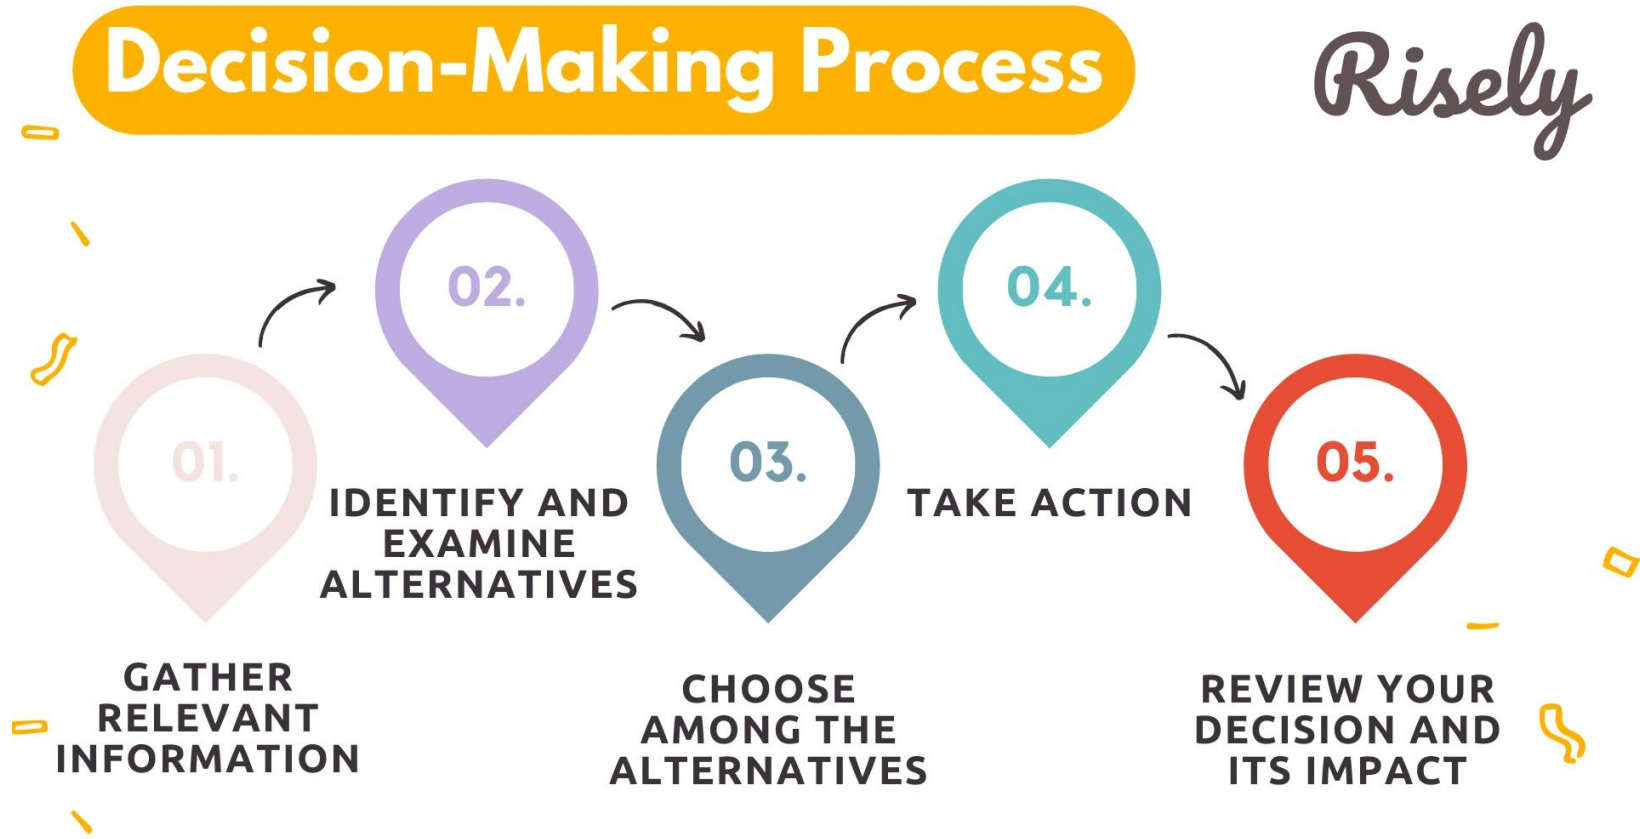 Decision-Making Process
Risely
01.
GATHER
RELEVANT
INFORMATION
02.
IDENTIFY AND
EXAMINE
ALTERNATIVES
03.
CHOOSE
AMONG THE
ALTERNATIVES
04.
TAKE ACTION
05.
REVIEW YOUR
DECISION AND
ITS IMPACT